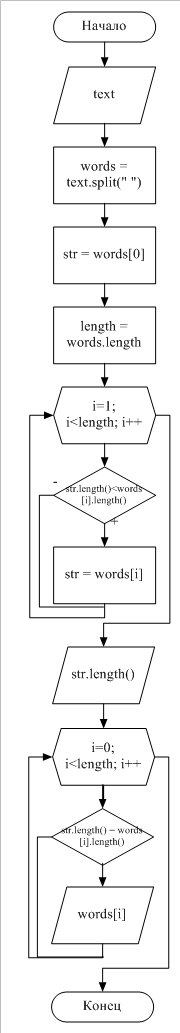 Начало
text
words =
text.split(" ")
str = words[0]
length =
words.length
i=1;
i<length; i++
str.length()<words
[i].length()
-
+
str = words[i]
str.length()
i=0;
i<length; i++
str.length() = words
[i].length()
words[i]
Конец